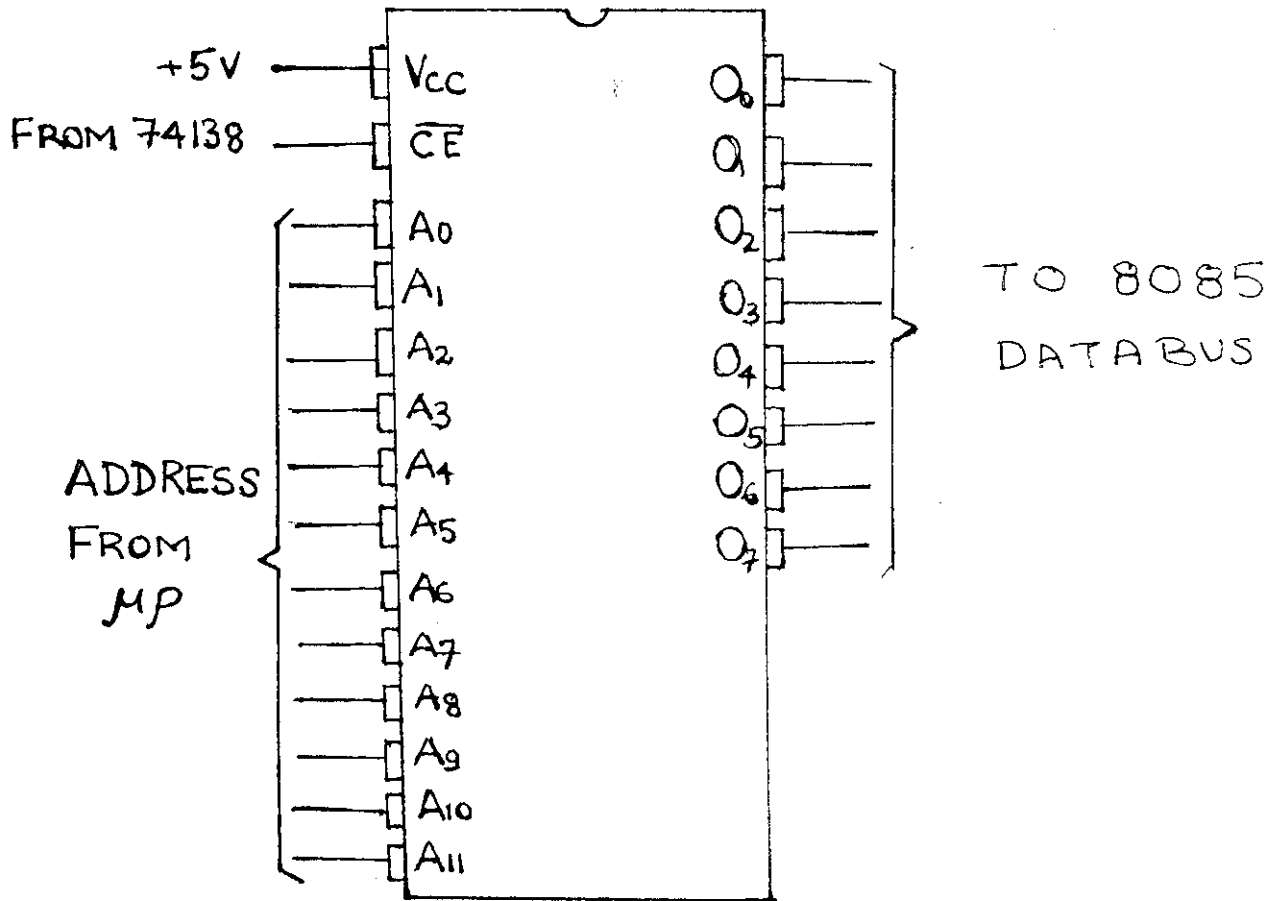 +5V
FROM 74138
ADDRESS
FROM
μP
VCC
C̅E̅
A0
A1
A2
A3
A4
A5
A6
A7
A8
A9
A10
A11
O0
O1
O2
O3
O4
O5
O6
O7
TO 8085
DATABUS